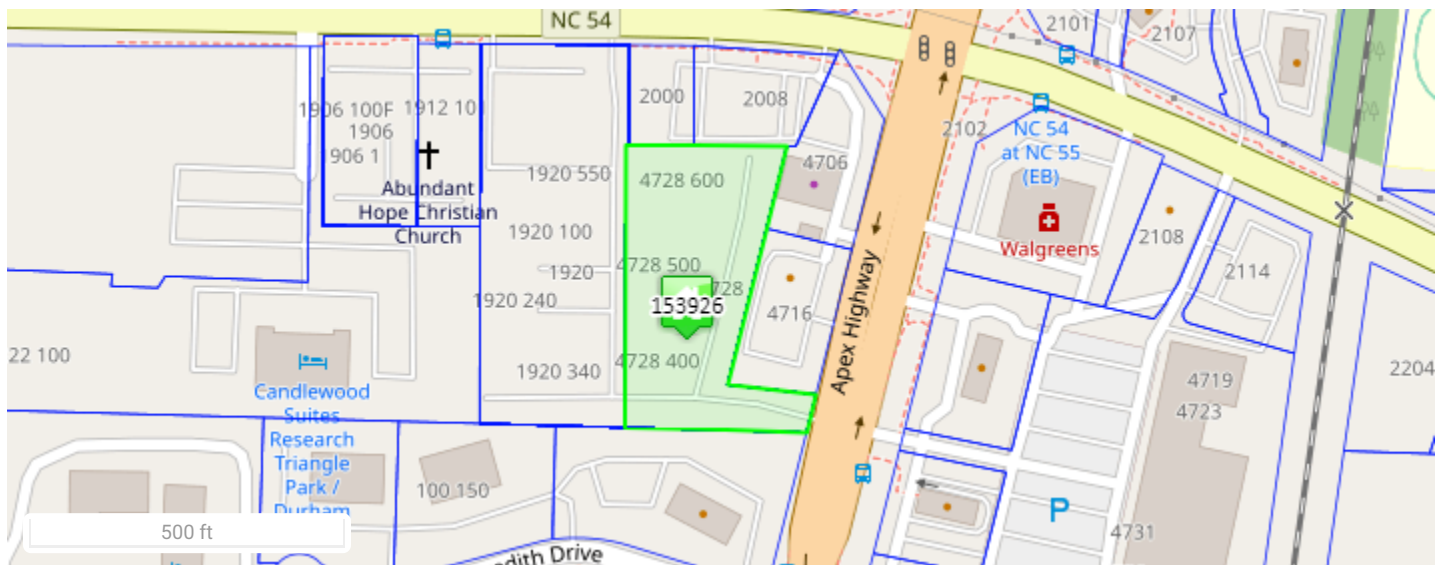 NC 54
2101
2107
1906 100F
1912 10
1906
906 1
2000
2008
2102
NC 54
at NC 55
(EB)
4706
Abundant
Hope Christian
Church
1920 550
4728 600
1920 100
Walgreens
2108
1920
4728 500
728
2114
1920 240
153926
4716
Apex Highway
22 100
1920 340
4728 400
4719
2204
4723
Candlewood
Suites
Research
Triangle
Park /
Durham
100 150
P
4731
500 ft
edith Drive